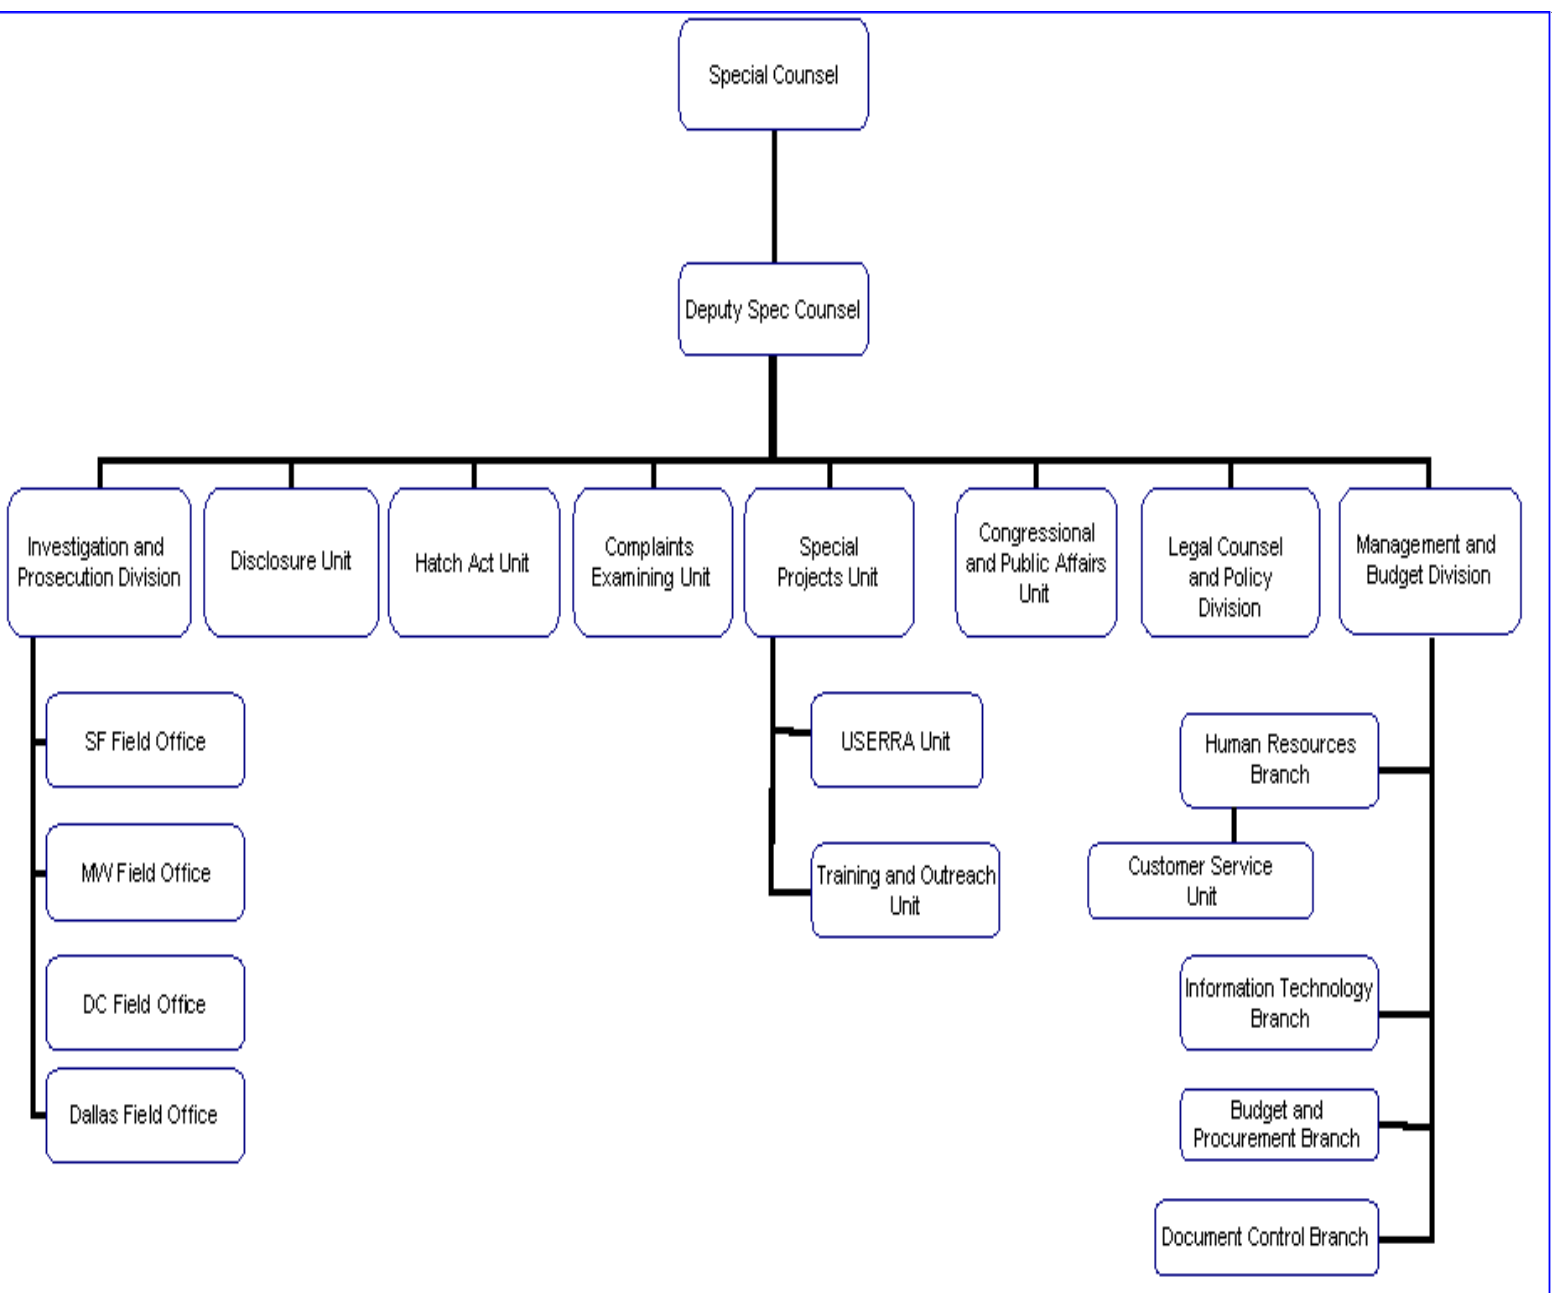 Special Counsel
Deputy Spec Counsel
Investigation and
Prosecution Division
Disclosure Unit
Hatch Act Unit
Complaints
Examining Unit
Special
Projects Unit
Congressional
and Public Affairs
Unit
Legal Counsel
and Policy
Division
Management and
Budget Division
SF Field Office
MW Field Office
DC Field Office
Dallas Field Office
USERRA Unit
Training and Outreach
Unit
Human Resources
Branch
Customer Service
Unit
Information Technology
Branch
Budget and
Procurement Branch
Document Control Branch